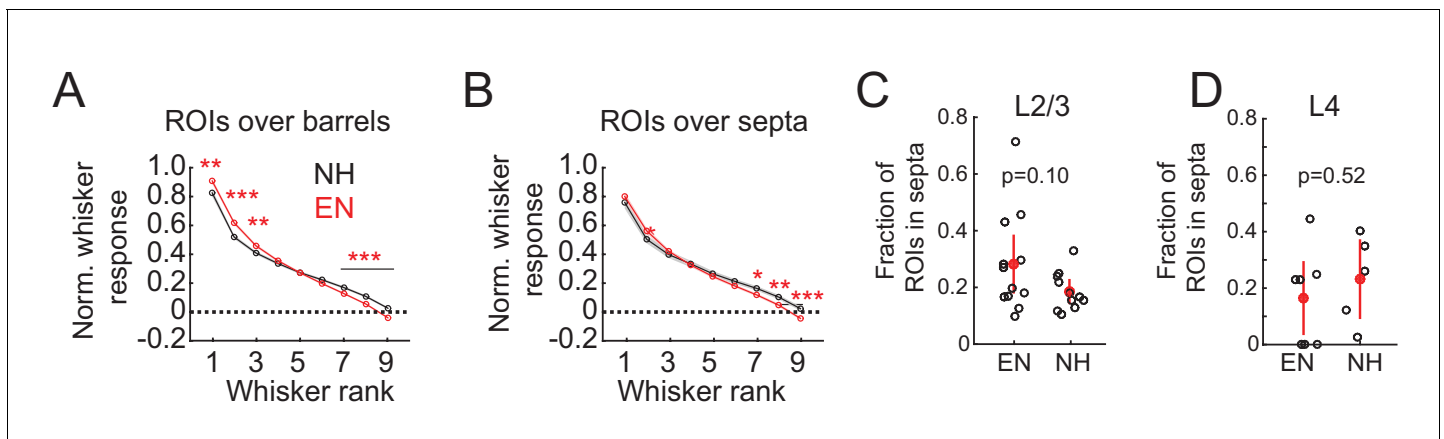 A
ROIs over barrels
Norm. whisker
response
1.0
0.8
0.6
0.4
0.2
0
-0.2
**
***
**
***
NH
EN
1 3 5 7 9
Whisker rank
B
ROIs over septa
Norm. whisker
response
1.0
0.8
0.6
0.4
0.2
0
-0.2
*
*
**
***
1 3 5 7 9
Whisker rank
C
L2/3
Fraction of
ROIs in septa
0.8
0.6
0.4
0.2
0
p=0.10
EN NH
D
L4
Fraction of
ROIs in septa
0.8
0.6
0.4
0.2
0
p=0.52
EN NH